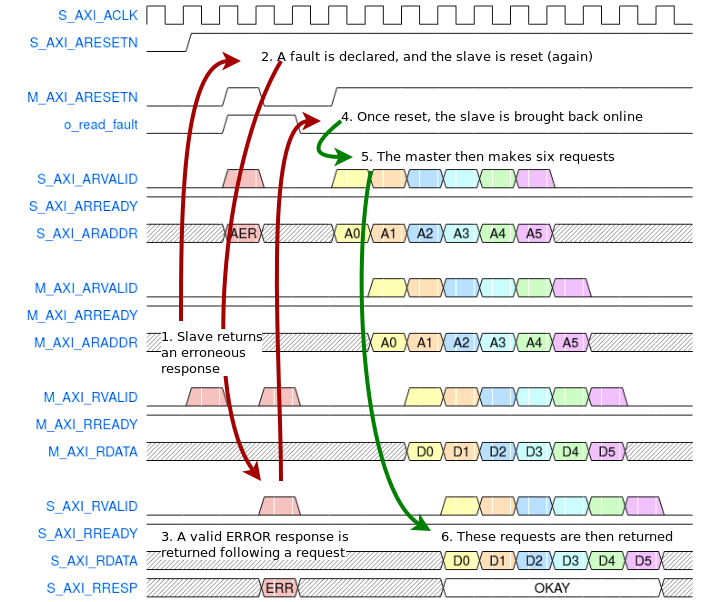 S_AXI_ACLK
S_AXI_ARESETN
2. A fault is declared, and the slave is reset (again)
M_AXI_ARESETN
4. Once reset, the slave is brought back online
o_read_fault
5. The master then makes six requests
S_AXI_ARVALID
S_AXI_ARREADY
S_AXI_ARADDR AER A0 A1 A2 A3 A4 A5
M_AXI_ARVALID
M_AXI_ARREADY
M_AXI_ARADDR A0 A1 A2 A3 A4 A5
1. Slave returns
an erroneous
response
M_AXI_RVALID
M_AXI_RREADY
M_AXI_RDATA D0 D1 D2 D3 D4 D5
S_AXI_RVALID
S_AXI_RREADY
3. A valid ERROR response is
returned following a request
6. These requests are then returned
S_AXI_RDATA D0 D1 D2 D3 D4 D5
S_AXI_RRESP ERR OKAY